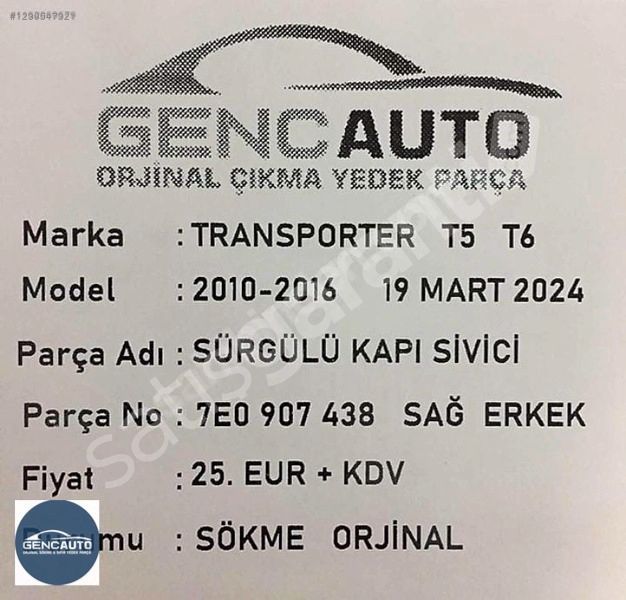 #1290049929
GENCAUTO
ORJİNAL ÇIKMA YEDEK PARÇA
Marka : TRANSPORTER T5 T6
Model : 2010-2016 19 MART 2024
Parça Adı : SÜRGÜLÜ KAPI SİVİCİ
Parça No : 7E0 907 438 SAĞ ERKEK
Fiyat : 25. EUR + KDV
: SÖKME ORJİNAL
GENCAUTO